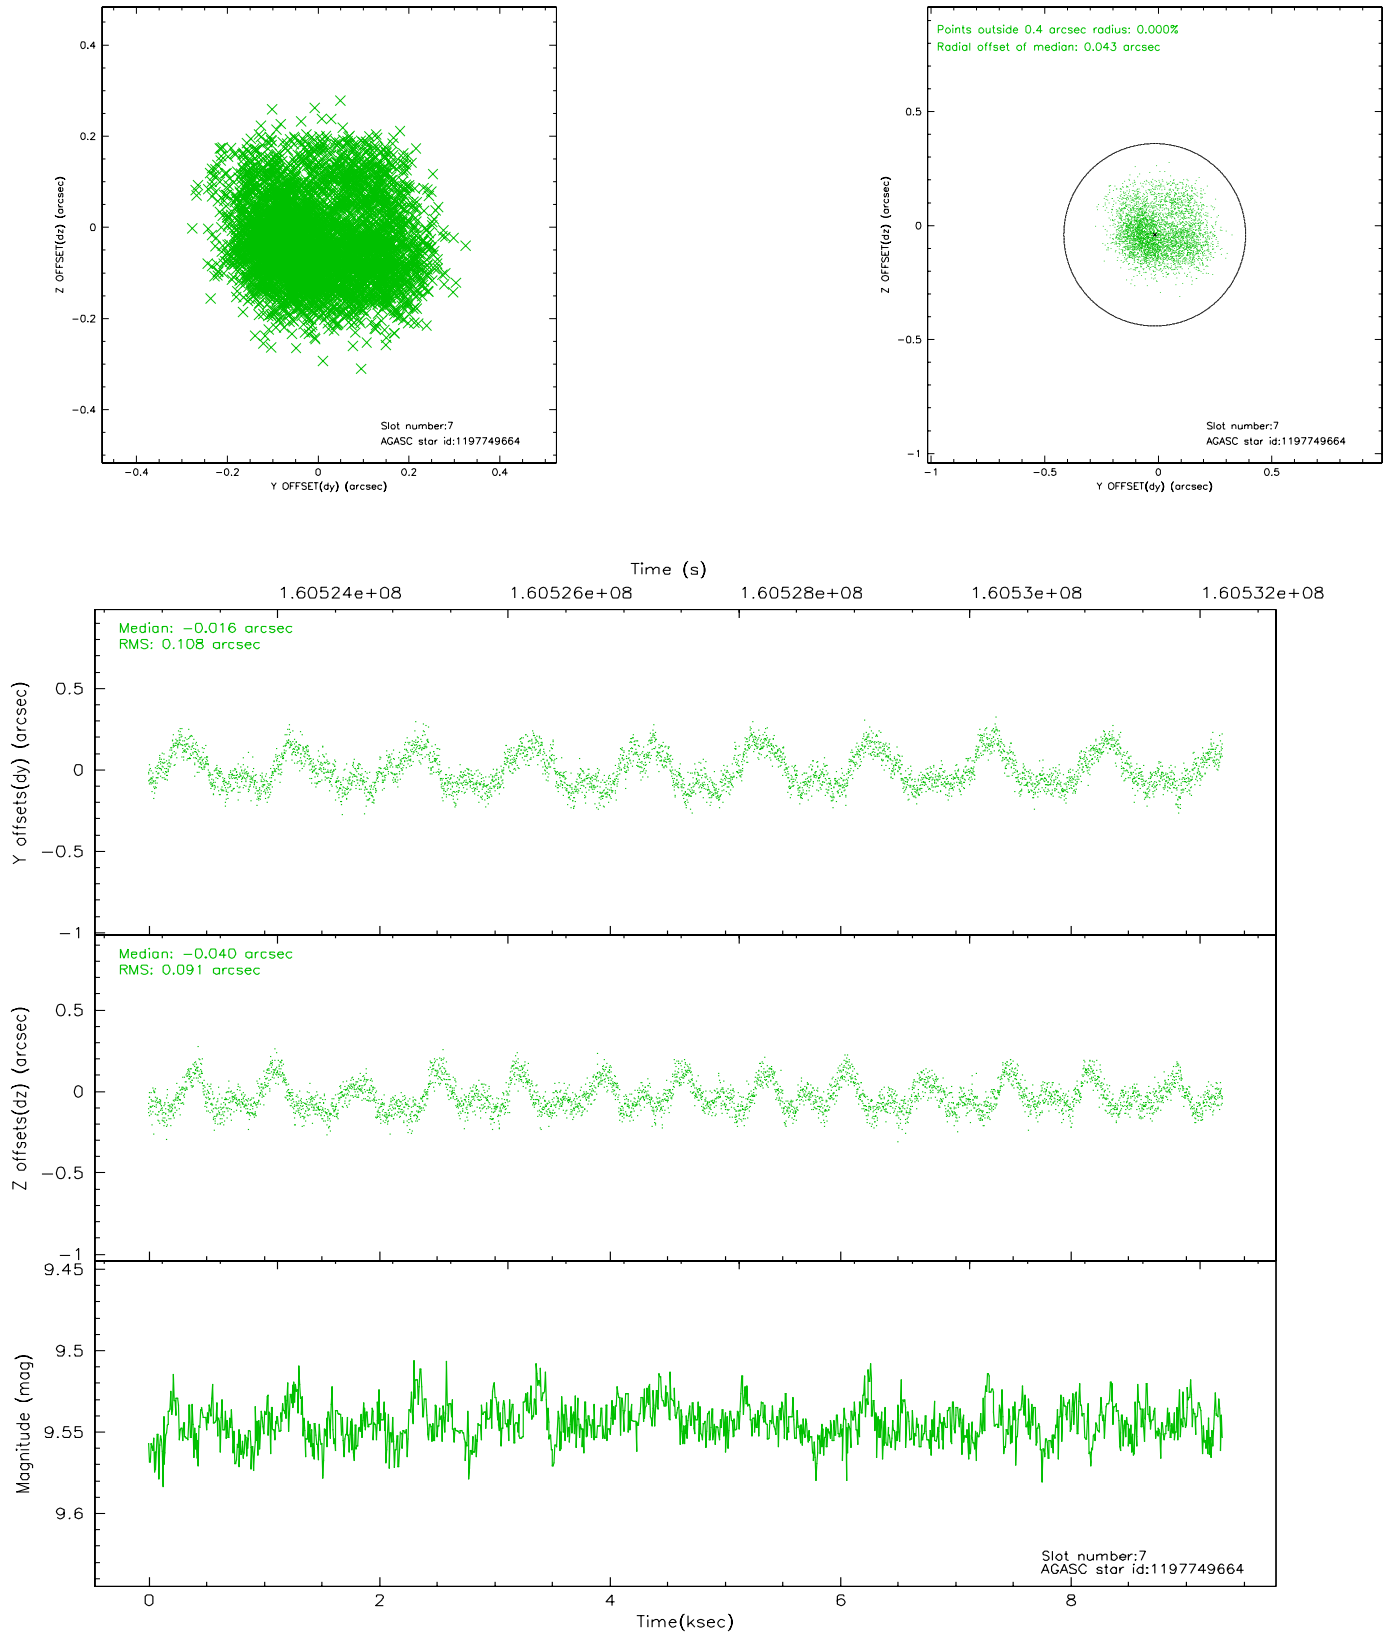 0.4
0.2
0
-0.2
-0.4
Z OFFSET(dz) (arcsec)
Slot number:7
AGASC star id:1197749664
-0.4 -0.2 0 0.2 0.4
Y OFFSET(dy) (arcsec)
Points outside 0.4 arcsec radius: 0.000%
Radial offset of median: 0.043 arcsec
0.5
0
-0.5
-1
Z OFFSET(dz) (arcsec)
Slot number:7
AGASC star id:1197749664
-1 -0.5 0 0.5
Y OFFSET(dy) (arcsec)
Time (s)
1.60524e+08 1.60526e+08 1.60528e+08 1.6053e+08 1.60532e+08
Median: -0.016 arcsec
RMS: 0.108 arcsec
0.5
0
-0.5
-1
Y offsets(dy) (arcsec)
Median: -0.040 arcsec
RMS: 0.091 arcsec
0.5
0
-0.5
-1
Z offsets(dz) (arcsec)
9.45
9.5
9.55
9.6
Magnitude (mag)
Slot number:7
AGASC star id:1197749664
0 2 4 6 8
Time(ksec)